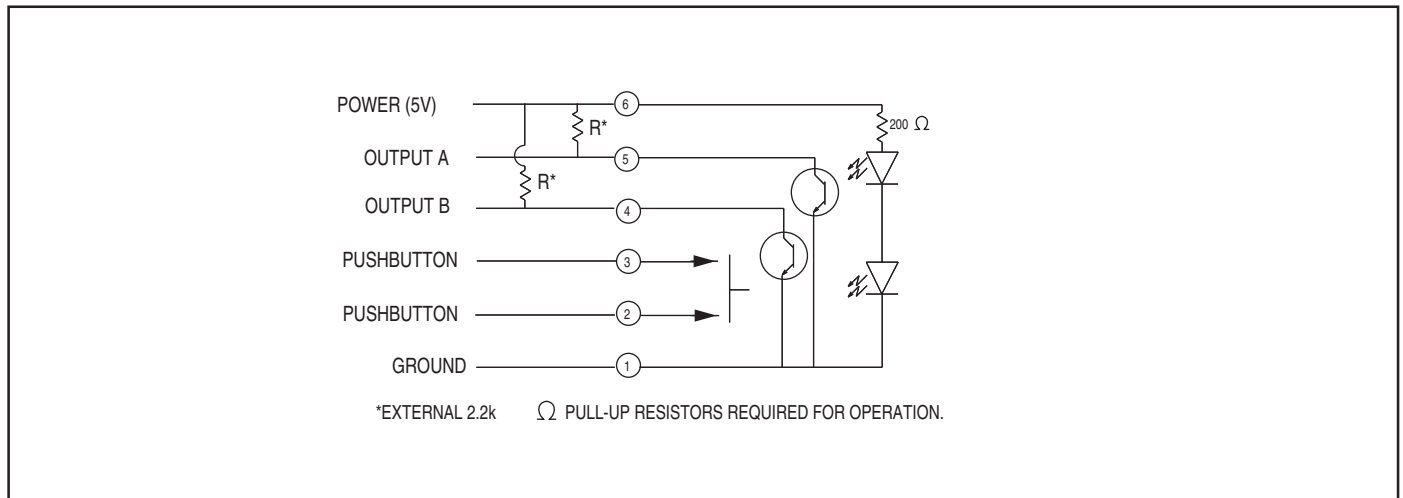 POWER (5V)
6
200 Ω
R*
OUTPUT A
5
R*
OUTPUT B
4
PUSHBUTTON
3
PUSHBUTTON
2
GROUND
1
*EXTERNAL 2.2k Ω PULL-UP RESISTORS REQUIRED FOR OPERATION.